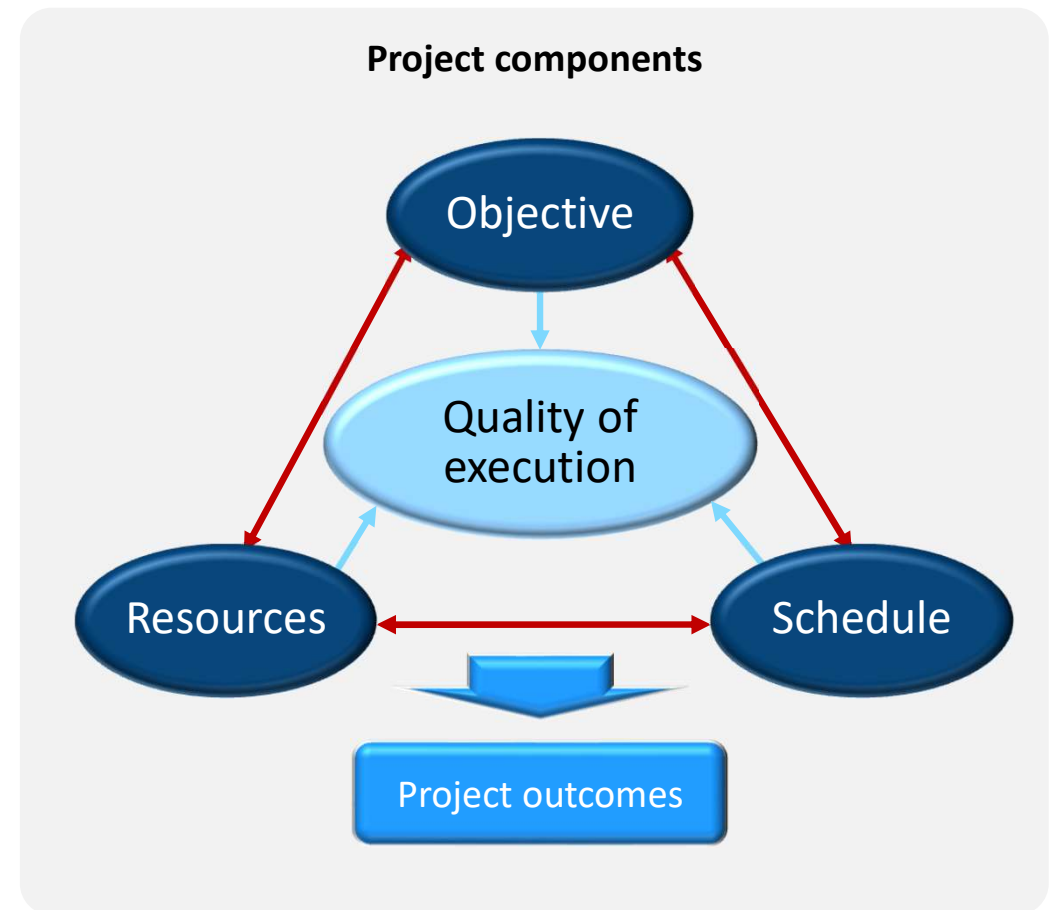 Project components
Objective
Quality of
execution
Resources
Schedule
Project outcomes